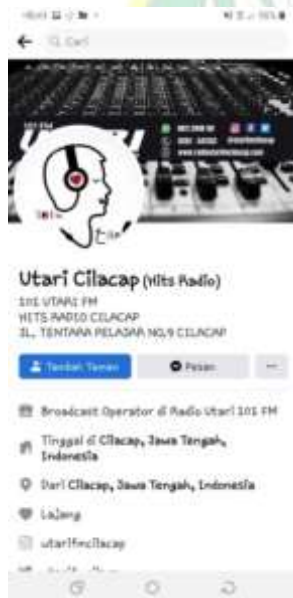 Cari
101 FM
Utari Cilacap (Hits Radio)
101 UTARI FM
HITS RADIO CILACAP
JL, TENTARA PELAJAR NO,9 CILACAP
Tambah Teman
Pesan
Broadcast Operator di Radio Utari 101 FM
Tinggal di Cilacap, Jawa Tengah,
Indonesia
Dari Cilacap, Jawa Tengah, Indonesia
Lajang
utarifmcilacap